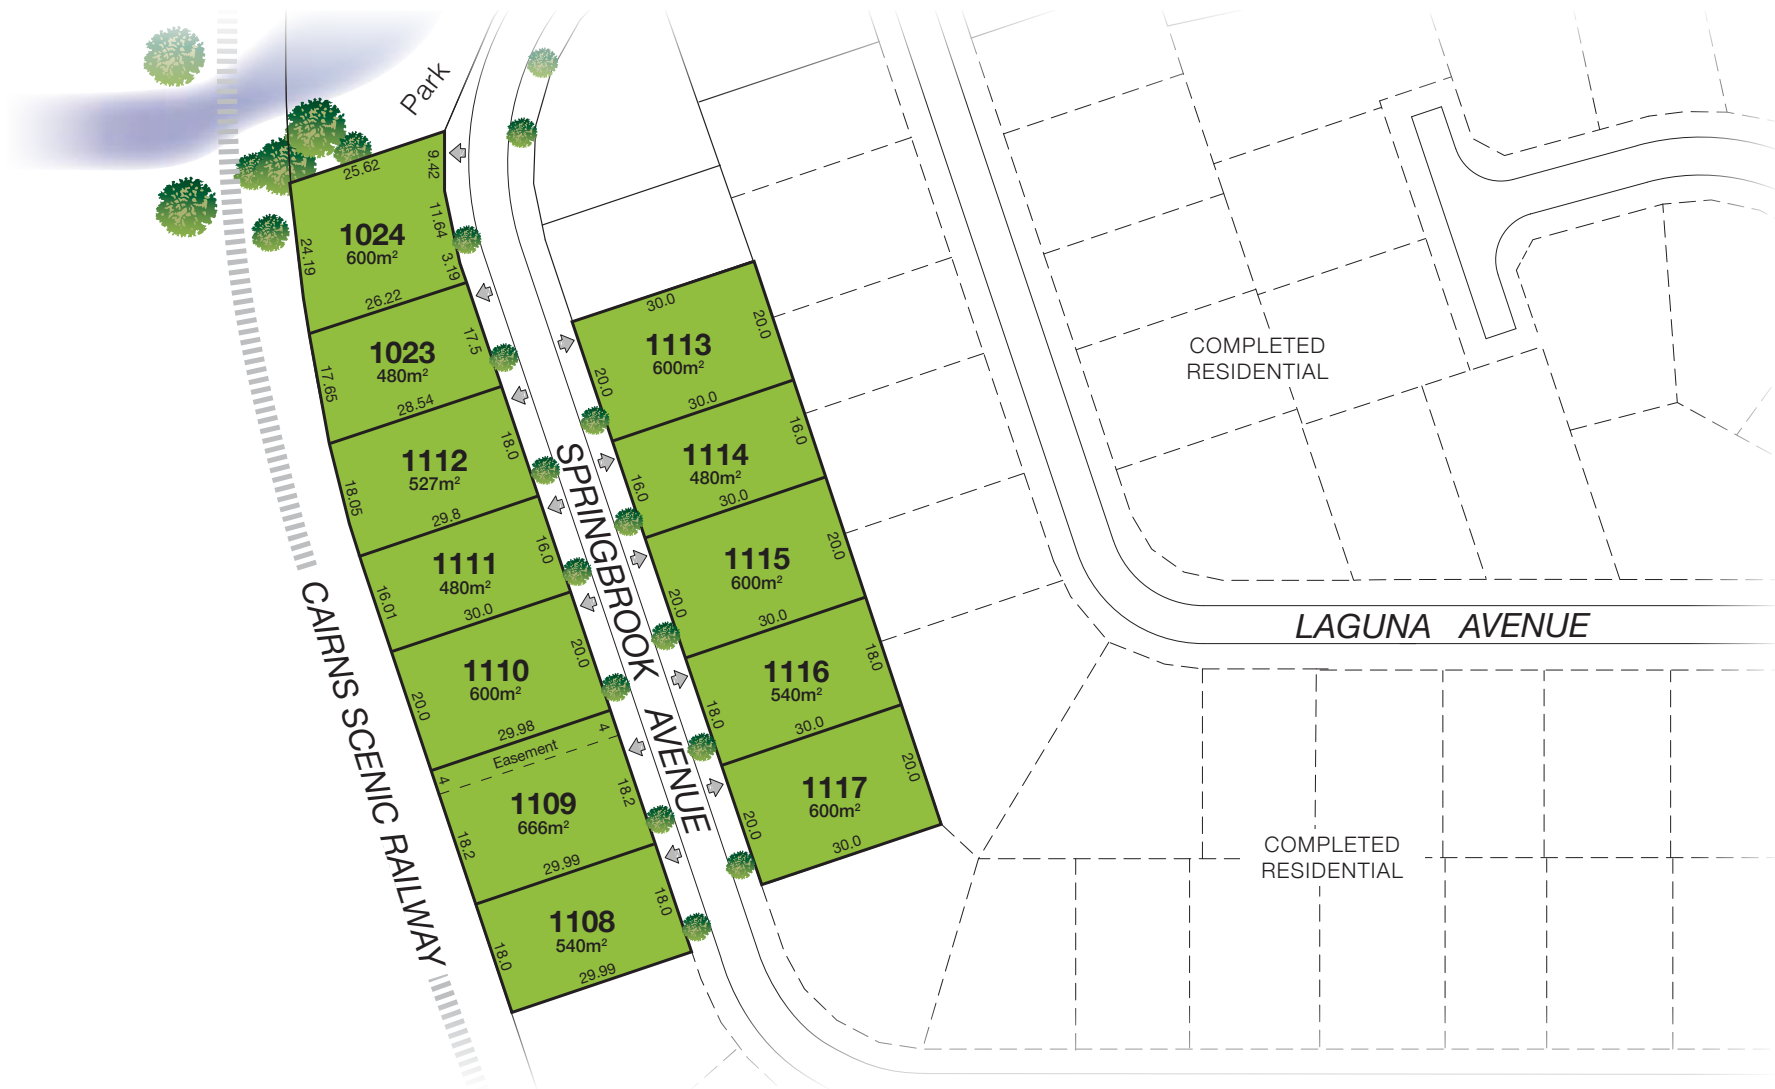 Park
25.62
9.42
11.64
3.19
24.19
1024
600m²
26.22
17.5
1023
480m²
17.65
28.54
18.0
1112
527m²
18.05
29.8
16.0
1111
480m²
16.01
30.0
20.0
1110
600m²
20.0
29.98
4
Easement
4
18.2
1109
666m²
18.2
29.99
18.0
1108
540m²
18.0
29.99
30.0
20.0
1113
600m²
20.0
30.0
16.0
1114
480m²
16.0
30.0
20.0
1115
600m²
20.0
30.0
18.0
1116
540m²
18.0
30.0
20.0
1117
600m²
20.0
30.0
SPRINGBROOK AVENUE
CAIRNS SCENIC RAILWAY
COMPLETED
RESIDENTIAL
LAGUNA AVENUE
COMPLETED
RESIDENTIAL